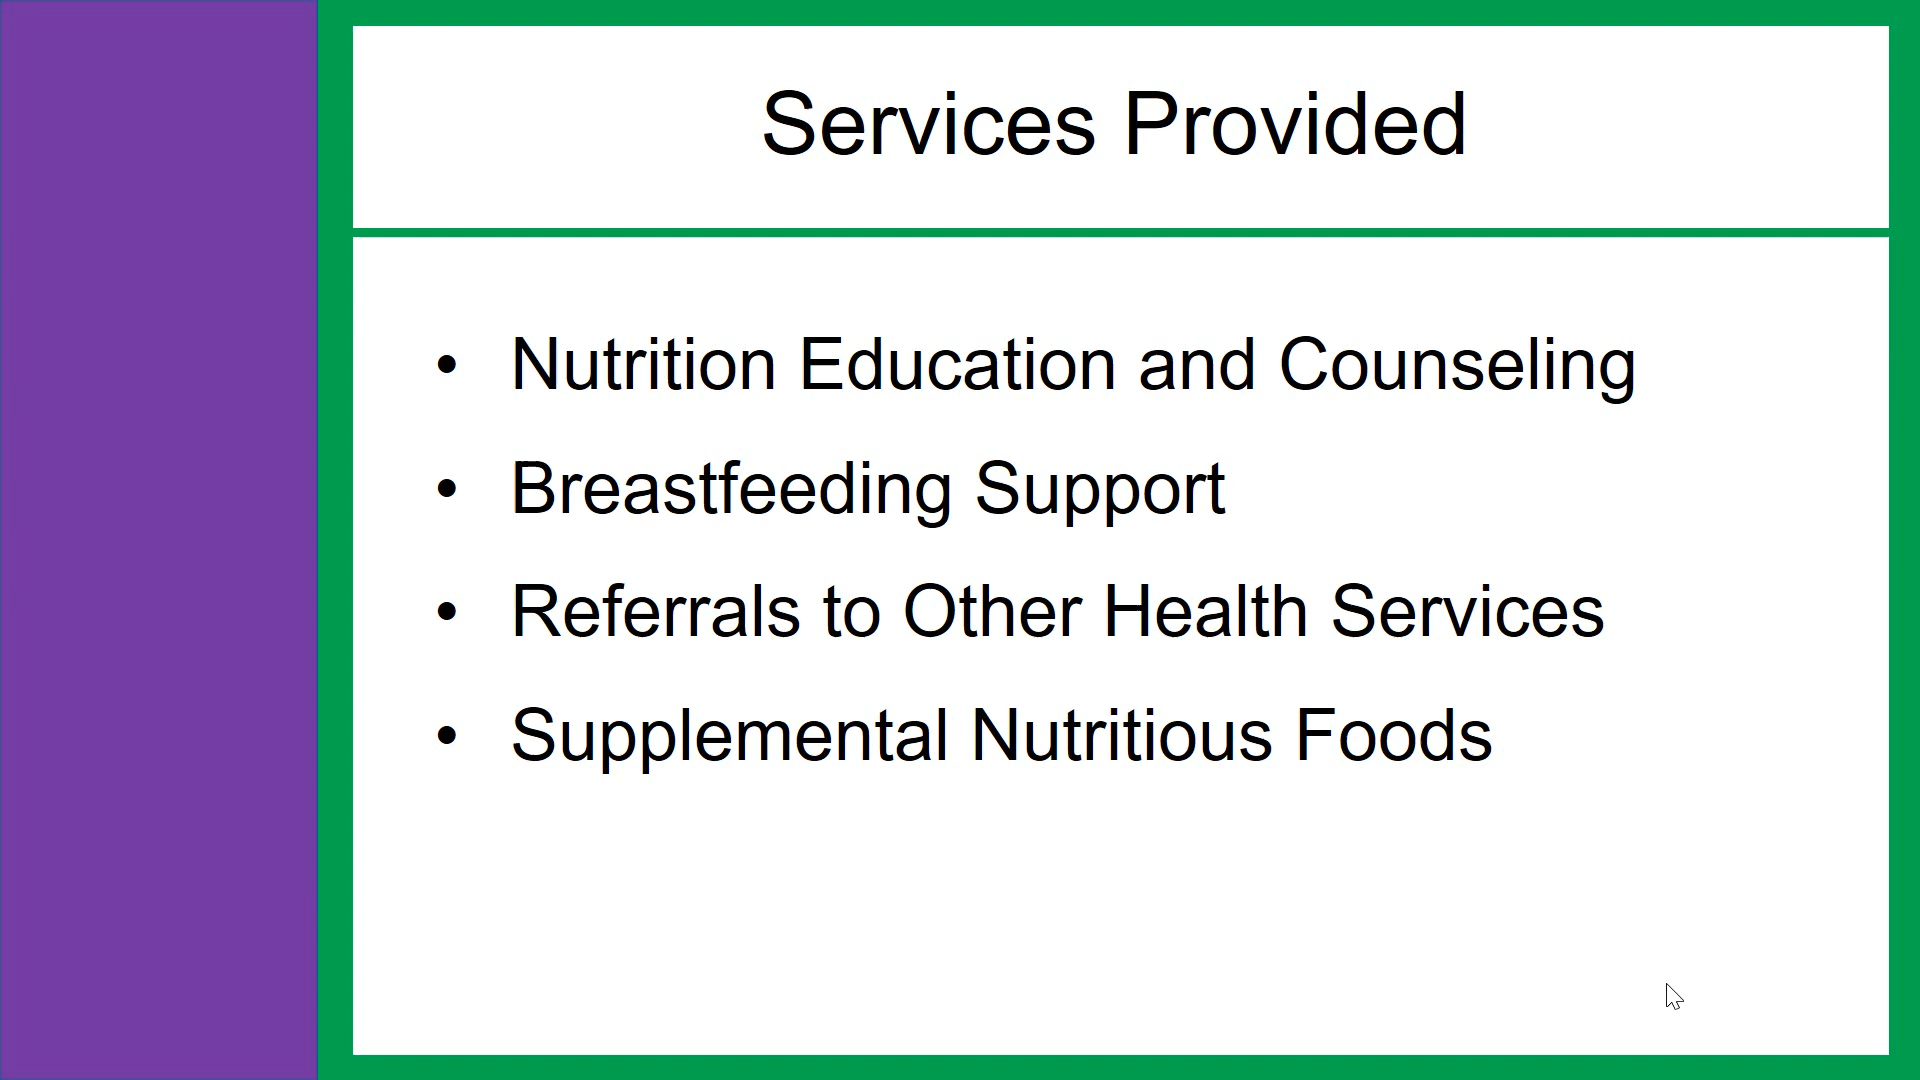 Services Provided
• Nutrition Education and Counseling
• Breastfeeding Support
• Referrals to Other Health Services
• Supplemental Nutritious Foods